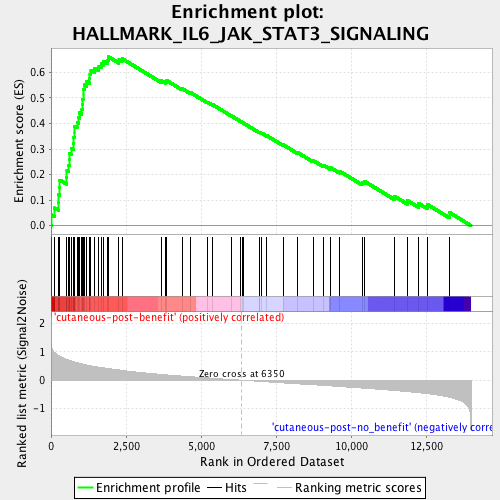 Enrichment plot:
HALLMARK_IL6_JAK_STAT3_SIGNALING
Enrichment score (ES)
0.6
0.5
0.4
0.3
0.2
0.1
0.0
'cutaneous-post-benefit' (positively correlated)
Ranked list metric (Signal2Noise)
2
1
0
-1
Zero cross at 6350
'cutaneous-post-no_benefit' (negatively
0
2,500
5,000
7,500
10,000
12,500
Rank in Ordered Dataset
Enrichment profile
Hits
Ranking metric scores